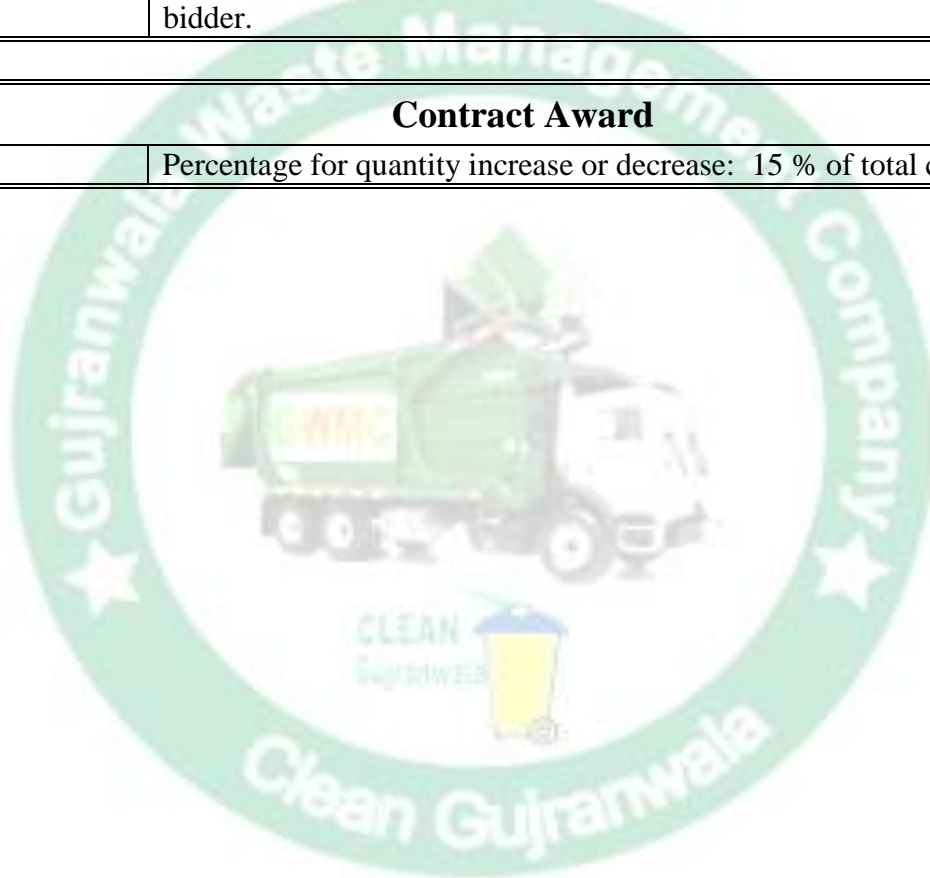 bidder.
Contract Award
Percentage for quantity increase or decrease: 15 % of total
Gujranwala Waste Management Company
GWMC
CLEAN
Gujranwala
Clean Gujranwala